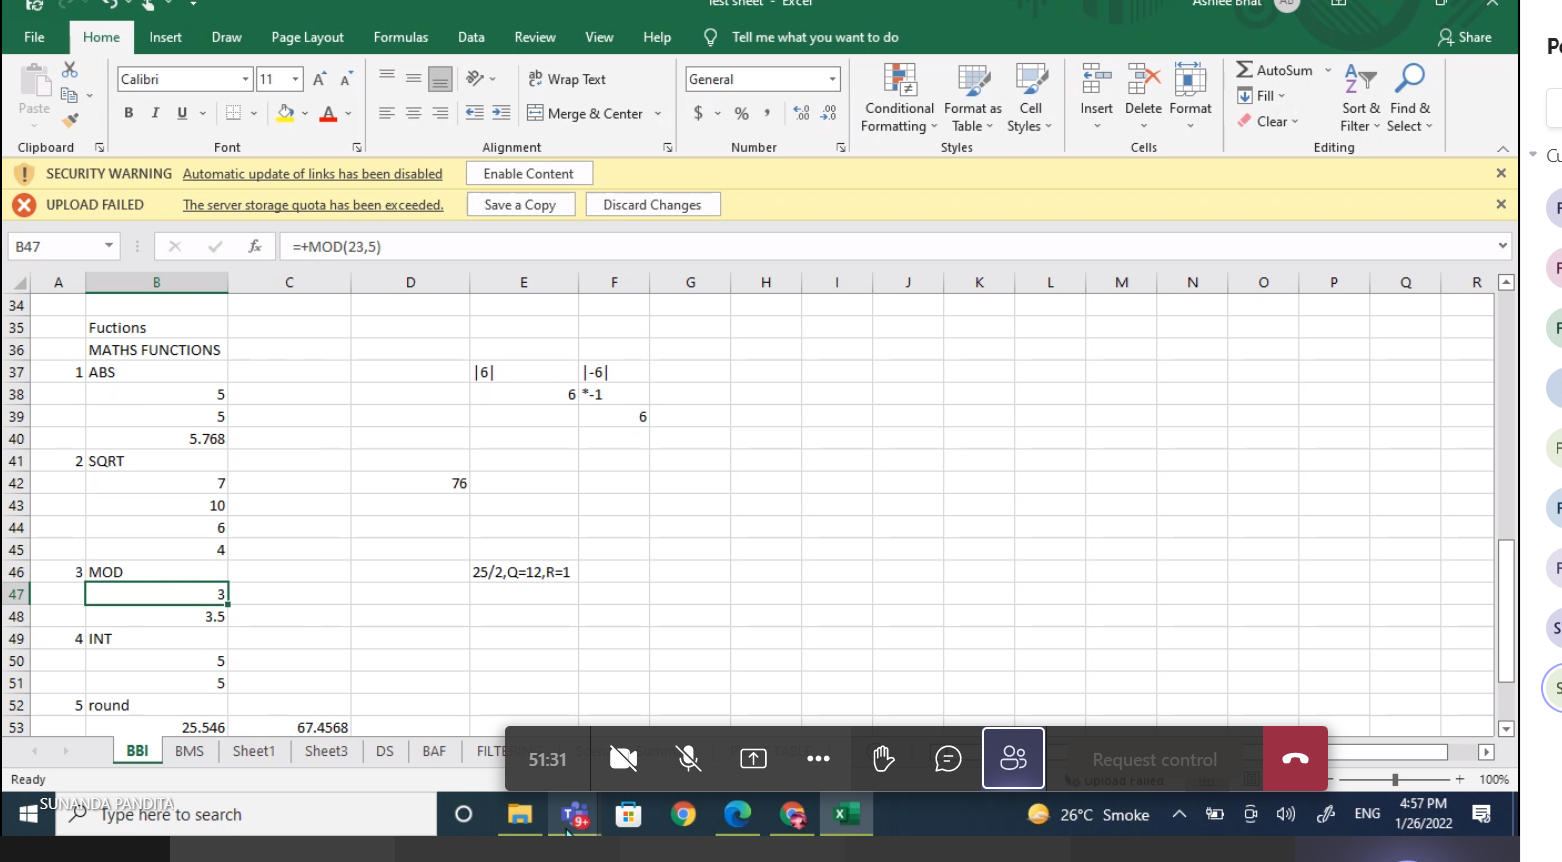 Test sheet - Excel
Ashlee Bhat AB
File Home Insert Draw Page Layout Formulas Data Review View Help Tell me what you want to do Share
Paste Calibri 11 Wrap Text General AutoSum
Fill
B I U Merge & Center $ % , Conditional Format as Cell Insert Delete Format Sort & Find &
Formatting Table Styles Clear Filter Select
Clipboard Font Alignment Number Styles Cells Editing
SECURITY WARNING Automatic update of links has been disabled Enable Content
UPLOAD FAILED The server storage quota has been exceeded. Save a Copy Discard Changes
B47 fx =+MOD(23,5)
A B C D E F G H I J K L M N O P Q R
34
35 Fuctions
36 MATHS FUNCTIONS
37 1 ABS |6| |-6|
38 5 6 *-1
39 5 6
40 5.768
41 2 SQRT
42 7 76
43 10
44 6
45 4
46 3 MOD 25/2,Q=12,R=1
47 3
48 3.5
49 4 INT
50 5
51 5
52 5 round
53 25.546 67.4568
BBI BMS Sheet1 Sheet3 DS BAF
51:31 Request control
Ready Upload Failed 100%
SUNANDA PANDITA
Type here to search 9+ 26°C Smoke ENG 4:57 PM
1/26/2022